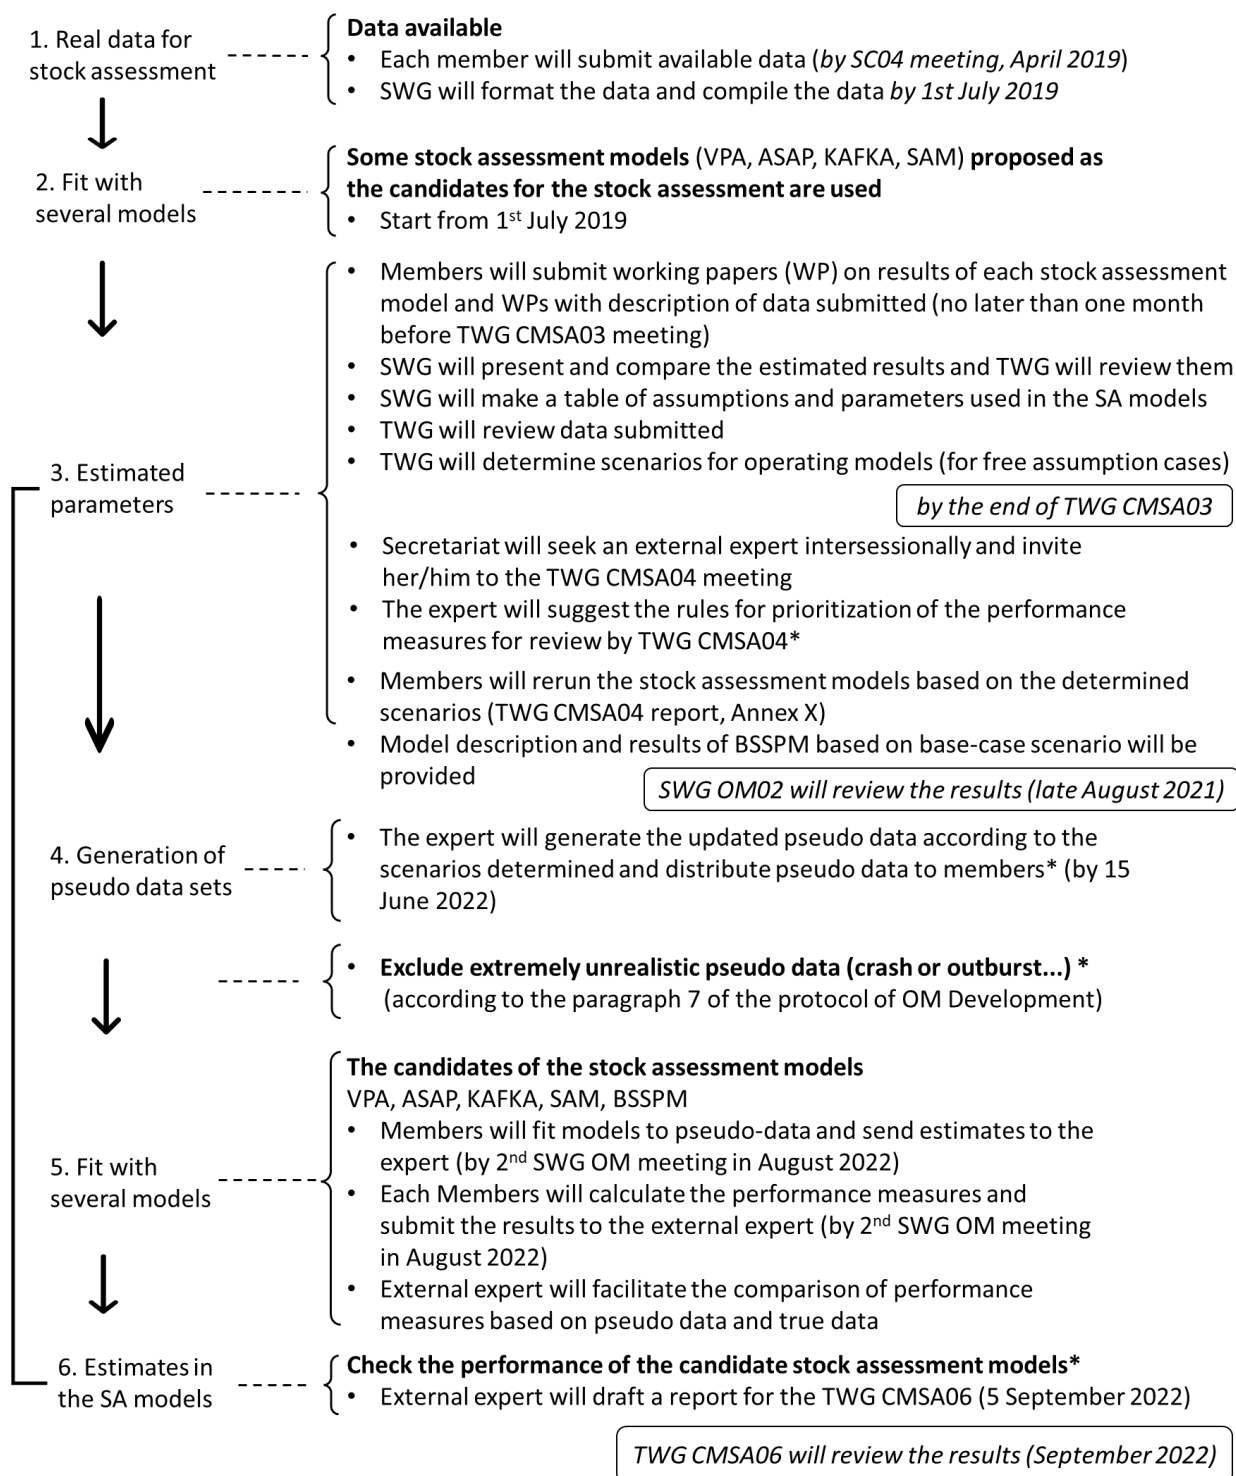 1. Real data for
stock assessment
Data available
• Each member will submit available data (by SC04 meeting, April 2019)
• SWG will format the data and compile the data by 1st July 2019
2. Fit with
several models
Some stock assessment models (VPA, ASAP, KAFKA, SAM) proposed as
the candidates for the stock assessment are used
• Start from 1st July 2019
3. Estimated
parameters
• Members will submit working papers (WP) on results of each stock assessment
model and WPs with description of data submitted (no later than one month
before TWG CMSA03 meeting)
• SWG will present and compare the estimated results and TWG will review them
• SWG will make a table of assumptions and parameters used in the SA models
• TWG will review data submitted
• TWG will determine scenarios for operating models (for free assumption cases)
by the end of TWG CMSA03
• Secretariat will seek an external expert intersessionally and invite
her/him to the TWG CMSA04 meeting
• The expert will suggest the rules for prioritization of the performance
measures for review by TWG CMSA04*
• Members will rerun the stock assessment models based on the determined
scenarios (TWG CMSA04 report, Annex X)
• Model description and results of BSSPM based on base-case scenario will be
provided
SWG OM02 will review the results (late August 2021)
4. Generation of
pseudo data sets
• The expert will generate the updated pseudo data according to the
scenarios determined and distribute pseudo data to members* (by 15
June 2022)
• Exclude extremely unrealistic pseudo data (crash or outburst...) *
(according to the paragraph 7 of the protocol of OM Development)
5. Fit with
several models
The candidates of the stock assessment models
VPA, ASAP, KAFKA, SAM, BSSPM
• Members will fit models to pseudo-data and send estimates to the
expert (by 2nd SWG OM meeting in August 2022)
• Each Members will calculate the performance measures and
submit the results to the external expert (by 2nd SWG OM meeting
in August 2022)
• External expert will facilitate the comparison of performance
measures based on pseudo data and true data
6. Estimates in
the SA models
Check the performance of the candidate stock assessment models*
• External expert will draft a report for the TWG CMSA06 (5 September 2022)
TWG CMSA06 will review the results (September 2022)